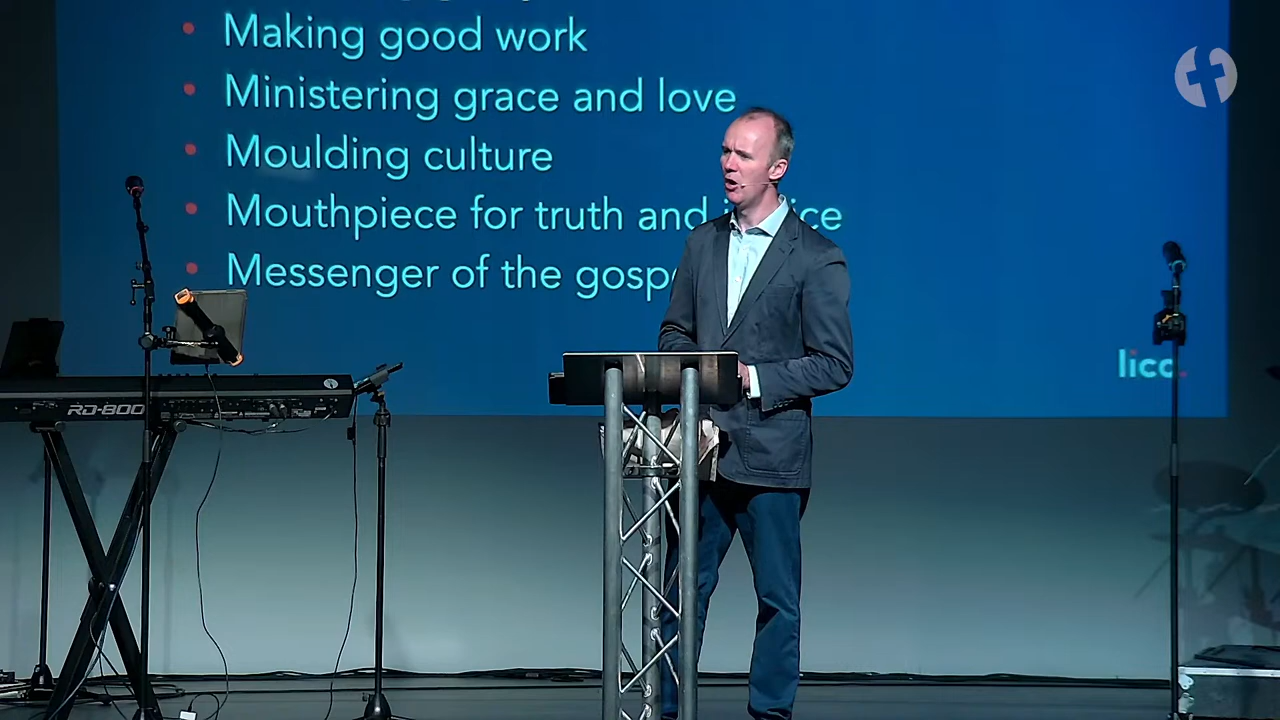 Making good work
Ministering grace and love
Moulding culture
Mouthpiece for truth and
Messenger of the
RD-800
licc.